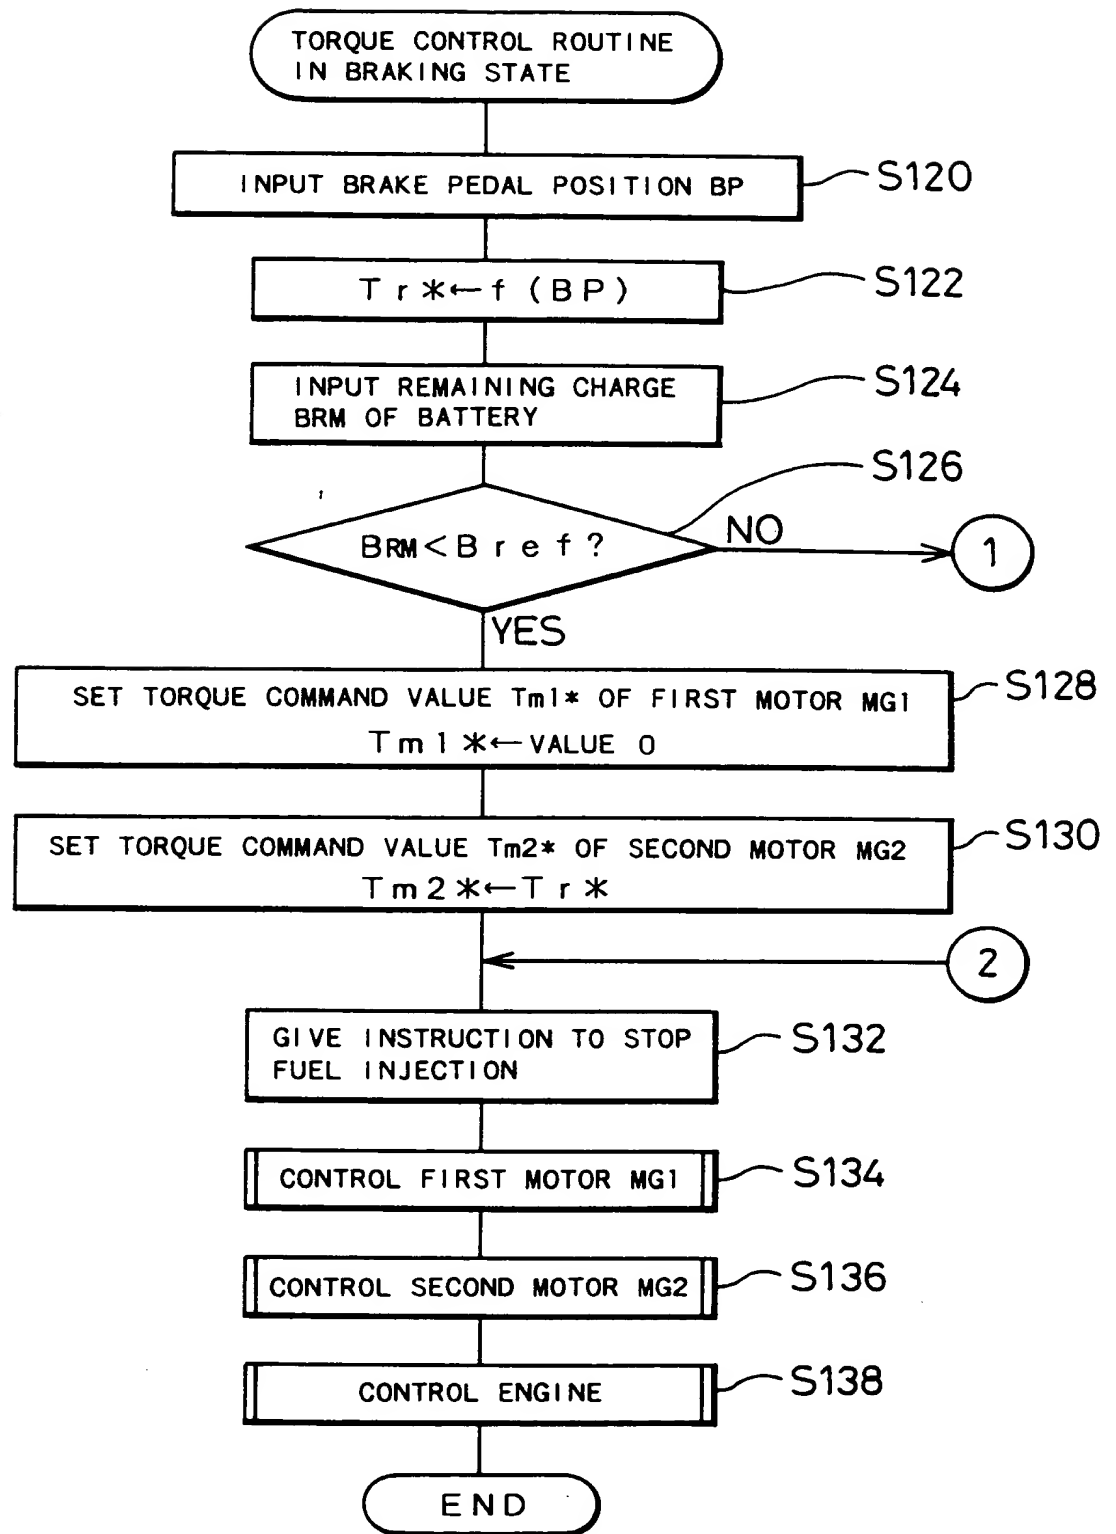 TORQUE CONTROL ROUTINE
IN BRAKING STATE
INPUT BRAKE PEDAL POSITION BP
S120
Tr*←f(BP)
S122
INPUT REMAINING CHARGE
BRM OF BATTERY
S124
BRM<Bref?
S126
NO
1
YES
SET TORQUE COMMAND VALUE Tm1* OF FIRST MOTOR MG1
Tm1*←VALUE 0
S128
SET TORQUE COMMAND VALUE Tm2* OF SECOND MOTOR MG2
Tm2*←Tr*
S130
2
GIVE INSTRUCTION TO STOP
FUEL INJECTION
S132
CONTROL FIRST MOTOR MG1
S134
CONTROL SECOND MOTOR MG2
S136
CONTROL ENGINE
S138
END